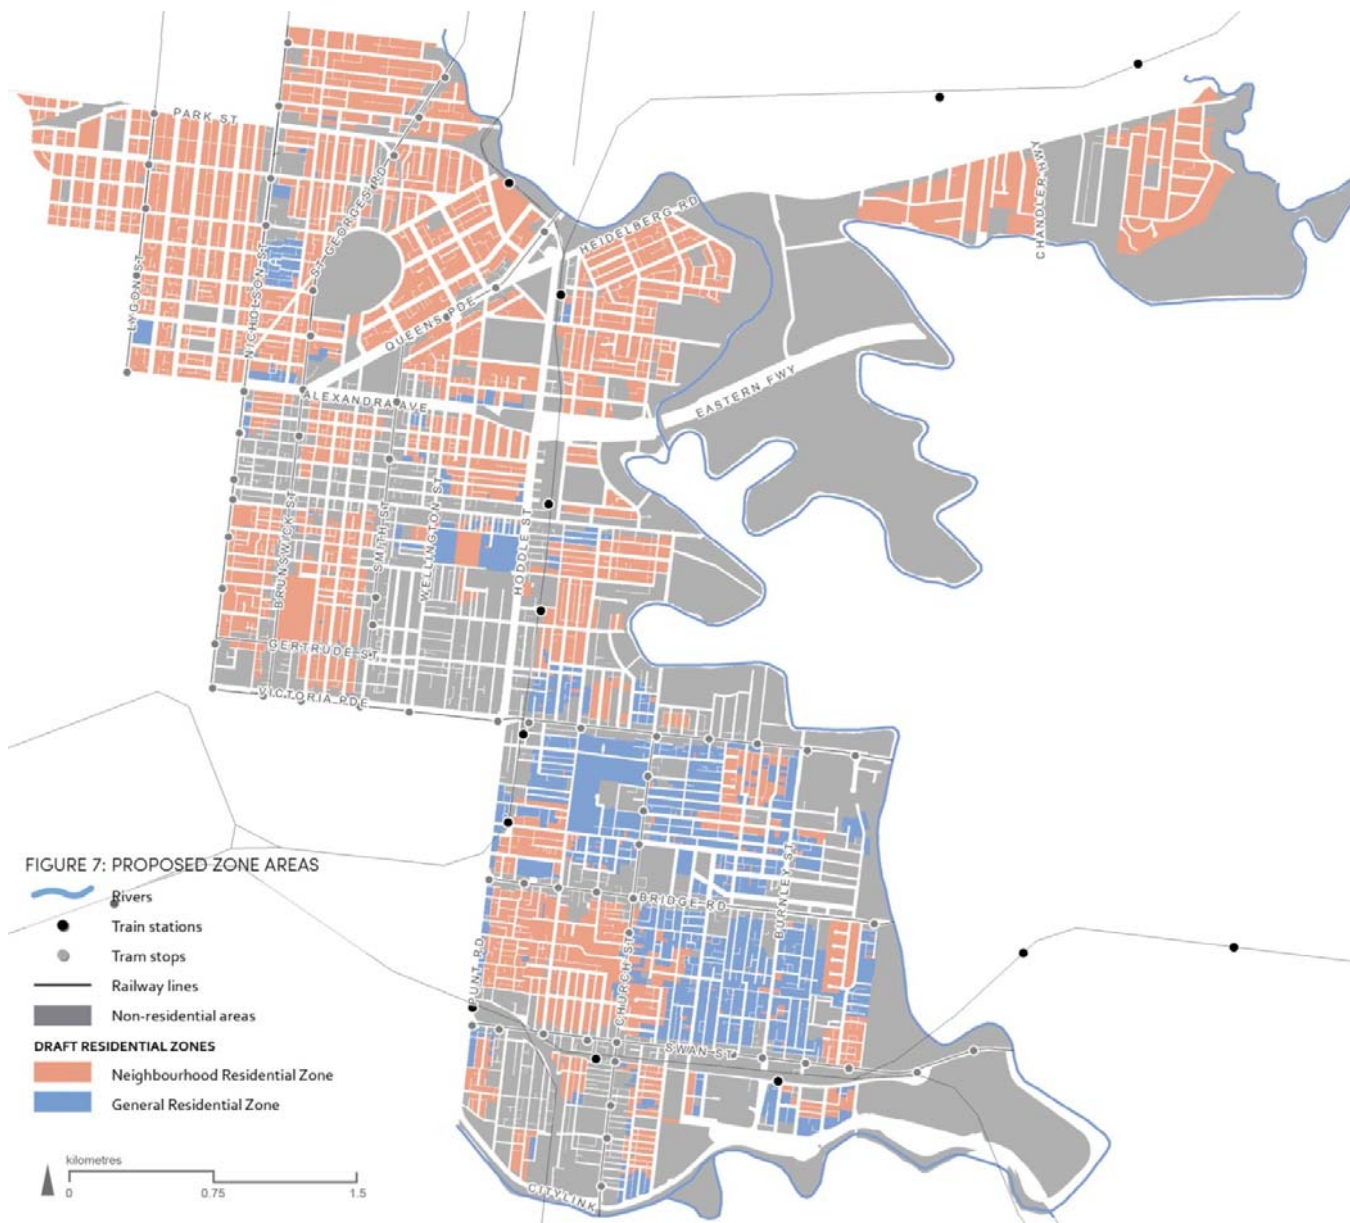 PARK ST
ST GEORGES RD
HEIDELBERG RD
CHANDLER HWY
LYGON ST
NICHOLSON ST
QUEENS PDE
ALEXANDRA AVE
EASTERN FWY
BRUNSWICK ST
SMITH ST
WELLINGTON ST
HODDLE ST
GERTRUDE ST
VICTORIA PDE
BRIDGE RD
BURNLEY ST
PUNT RD
CHURCH ST
SWAN ST
CITYLINK
FIGURE 7: PROPOSED ZONE AREAS
Rivers
Train stations
Tram stops
Railway lines
Non-residential areas
DRAFT RESIDENTIAL ZONES
Neighbourhood Residential Zone
General Residential Zone
kilometres
0 0.75 1.5